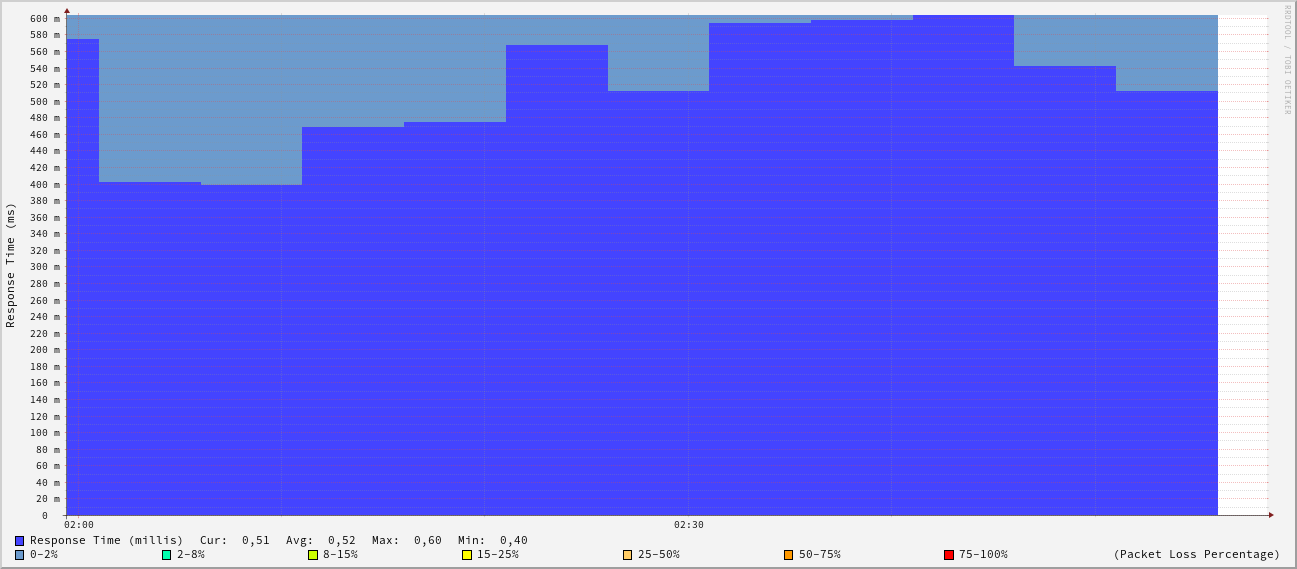 RRDTOOL / TOBI OETIKER
Response Time (ms)
600 m
580 m
560 m
540 m
520 m
500 m
480 m
460 m
440 m
420 m
400 m
380 m
360 m
340 m
320 m
300 m
280 m
260 m
240 m
220 m
200 m
180 m
160 m
140 m
120 m
100 m
80 m
60 m
40 m
20 m
0
02:00 02:30
Response Time (millis) Cur: 0,51 Avg: 0,52 Max: 0,60 Min: 0,40
0-2% 2-8% 8-15% 15-25% 25-50% 50-75% 75-100% (Packet Loss Percentage)